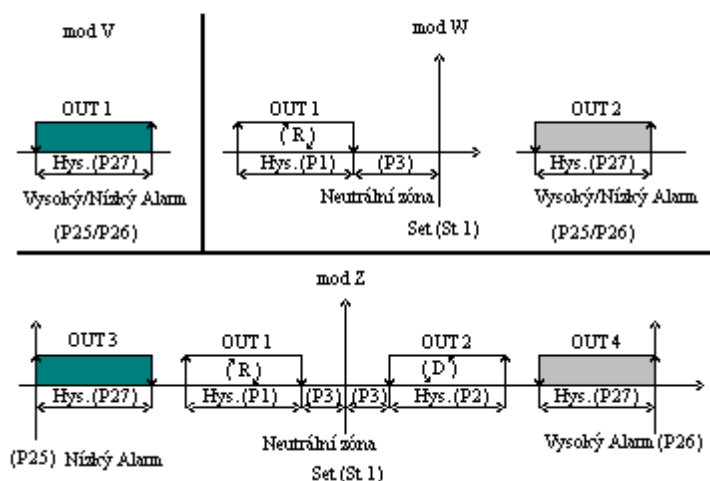 mod V
OUT 1
Hys.(P27)
Vysoký/Nízký Alarm
(P25/P26)
mod W
OUT 1
(R)
Hys.(P1)
(P3)
Neutrální zóna
Set (St 1)
OUT 2
Hys.(P27)
Vysoký/Nízký Alarm
(P25/P26)
mod Z
OUT 3
OUT 1
OUT 2
OUT 4
(R)
(D)
Hys.(P27)
Hys.(P1)
(P3)
(P3)
Hys.(P2)
Hys.(P27)
(P25) Nízký Alarm
Neutrální zóna
Vysoký Alarm (P26)
Set (St 1)